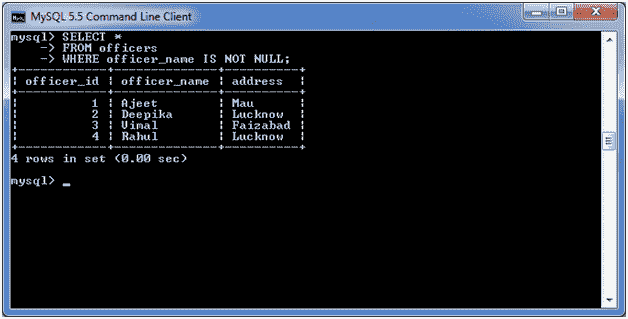 MySQL 5.5 Command Line Client
mysql> SELECT *
    -> FROM officers
    -> WHERE officer_name IS NOT NULL;
+------------+--------------+-----------+
| officer_id | officer_name | address   |
+------------+--------------+-----------+
|          1 | Ajeet        | Mau       |
|          2 | Deepika      | Lucknow   |
|          3 | Vimal        | Faizabad  |
|          4 | Rahul        | Lucknow   |
+------------+--------------+-----------+
4 rows in set (0.00 sec)
mysql> _